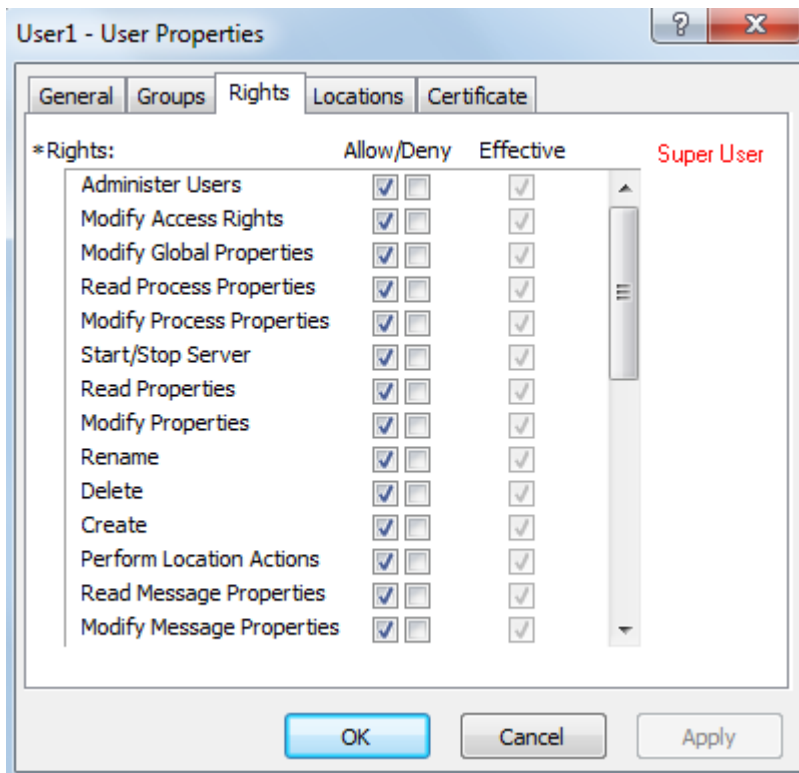 User1 - User Properties
General Groups Rights Locations Certificate
*Rights: Allow/Deny Effective Super User
Administer Users
Modify Access Rights
Modify Global Properties
Read Process Properties
Modify Process Properties
Start/Stop Server
Read Properties
Modify Properties
Rename
Delete
Create
Perform Location Actions
Read Message Properties
Modify Message Properties
OK Cancel Apply